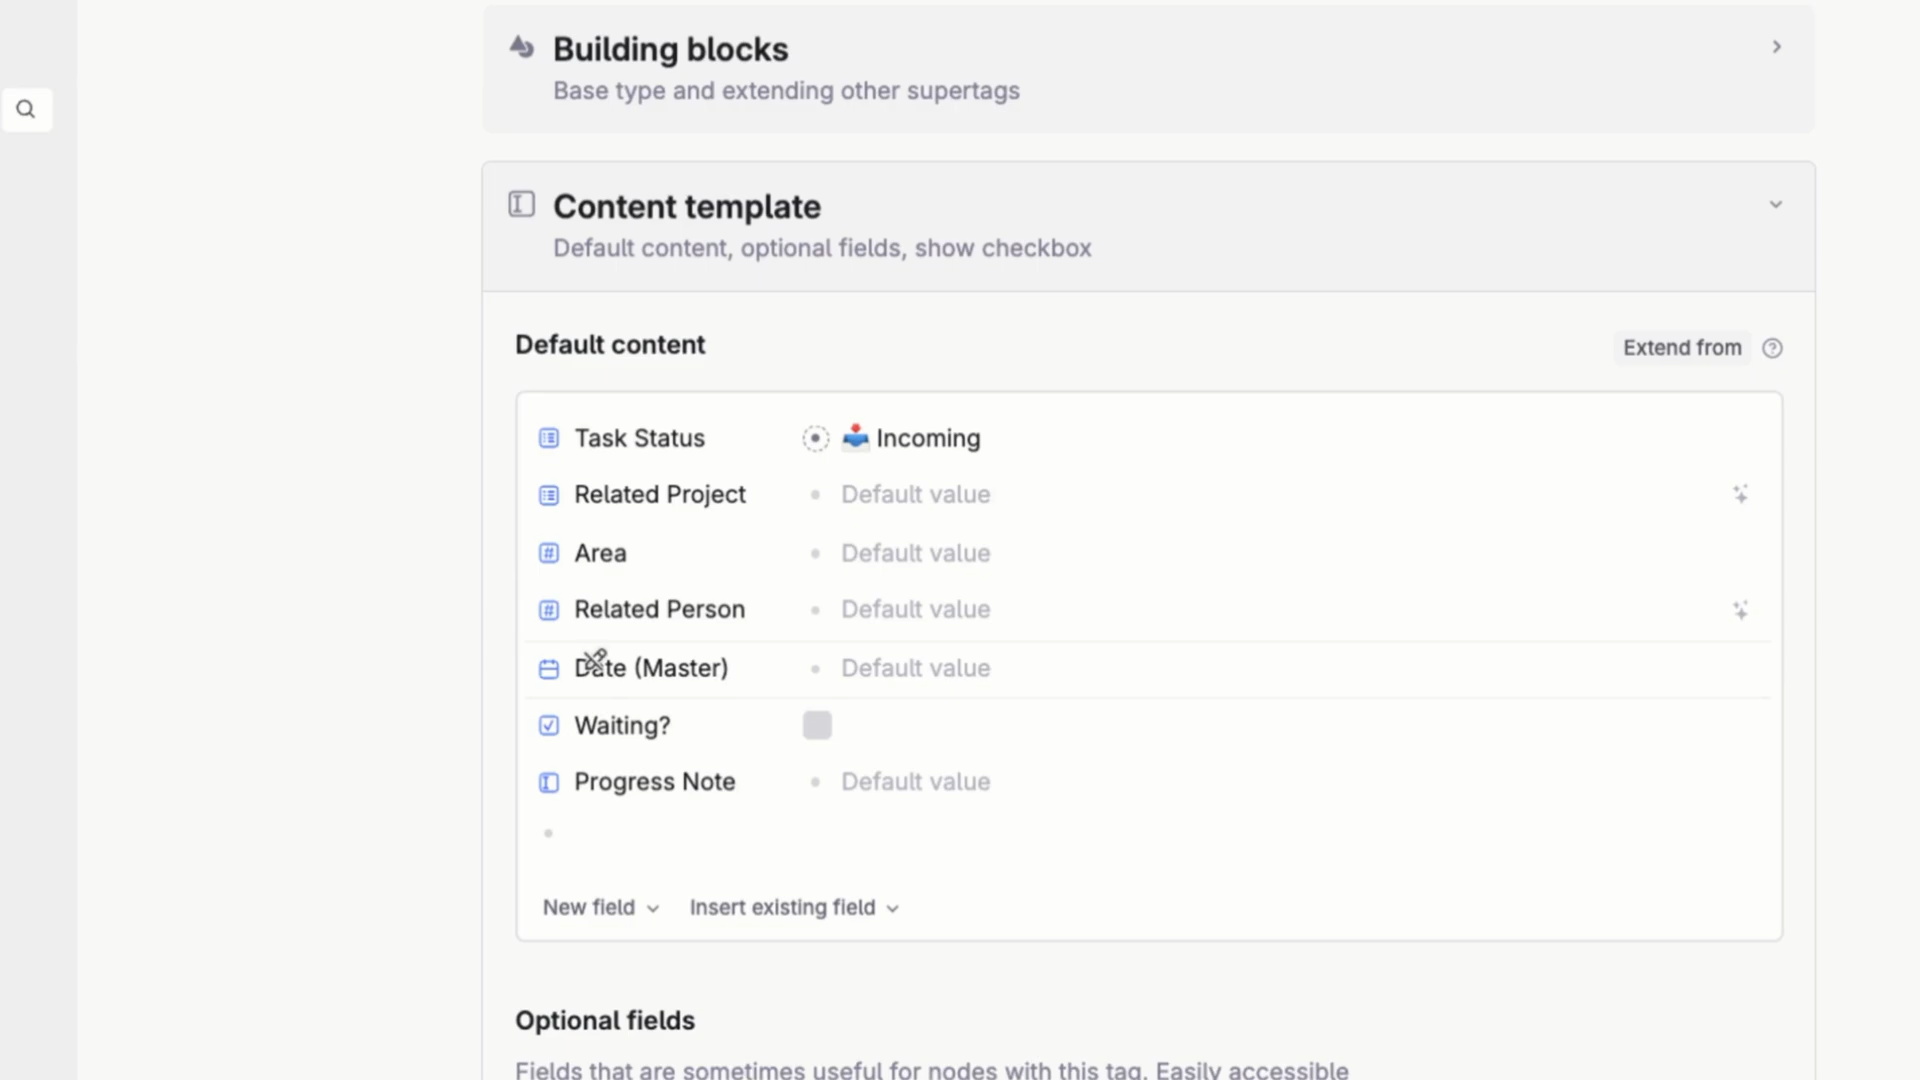 Building blocks
Base type and extending other supertags
Content template
Default content, optional fields, show checkbox
Default content
Extend from
Task Status
Incoming
Related Project
Default value
Area
Default value
Related Person
Default value
Date (Master)
Default value
Waiting?
Progress Note
Default value
New field
Insert existing field
Optional fields
Fields that are sometimes useful for nodes with this tag. Easily accessible